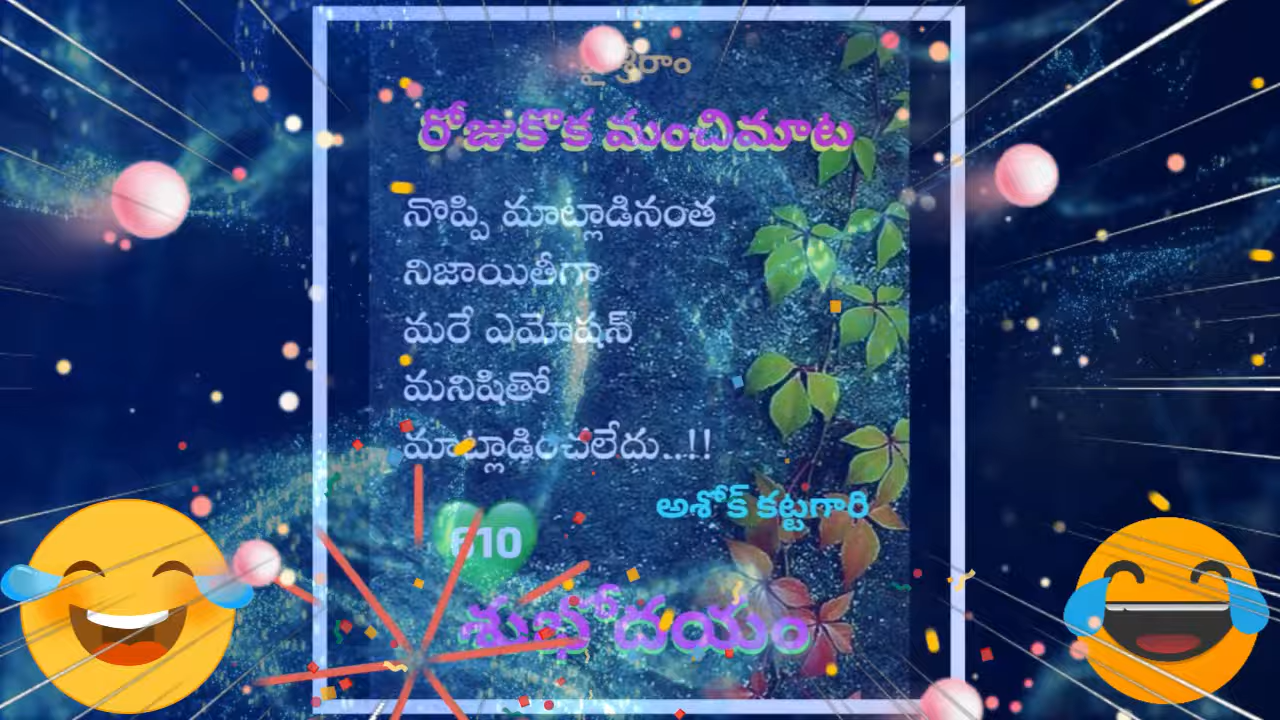 రోజుకొక మంచిమాట
నొప్పి మాట్లాడినంత
నిజాయితీగా
మరే ఎమోషన్
మనిషితో
మాట్లాడించలేదు..!!
అశోక్ కట్టగారి
610
శుభోదయం